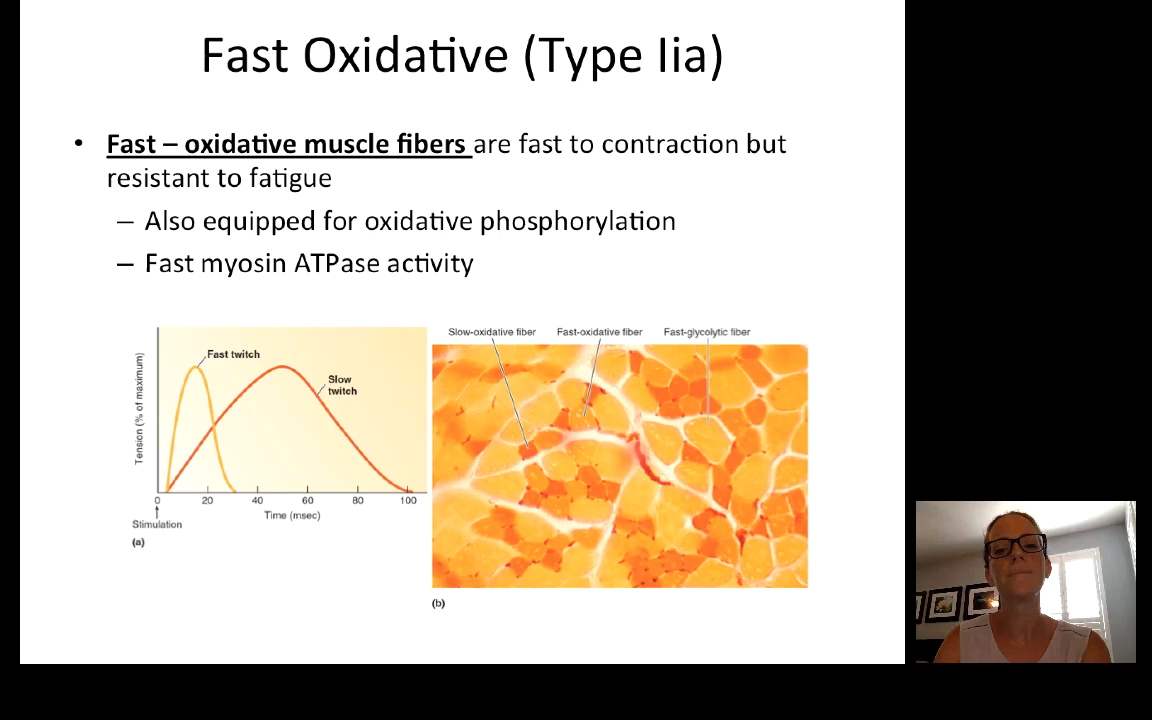 Fast Oxidative (Type Iia)
• Fast – oxidative muscle fibers are fast to contraction but
resistant to fatigue
– Also equipped for oxidative phosphorylation
– Fast myosin ATPase activity
Tension (% of maximum)
Fast twitch
Slow
twitch
0 20 40 60 80 100
Time (msec)
Stimulation
(a)
Slow-oxidative fiber Fast-oxidative fiber Fast-glycolytic fiber
(b)